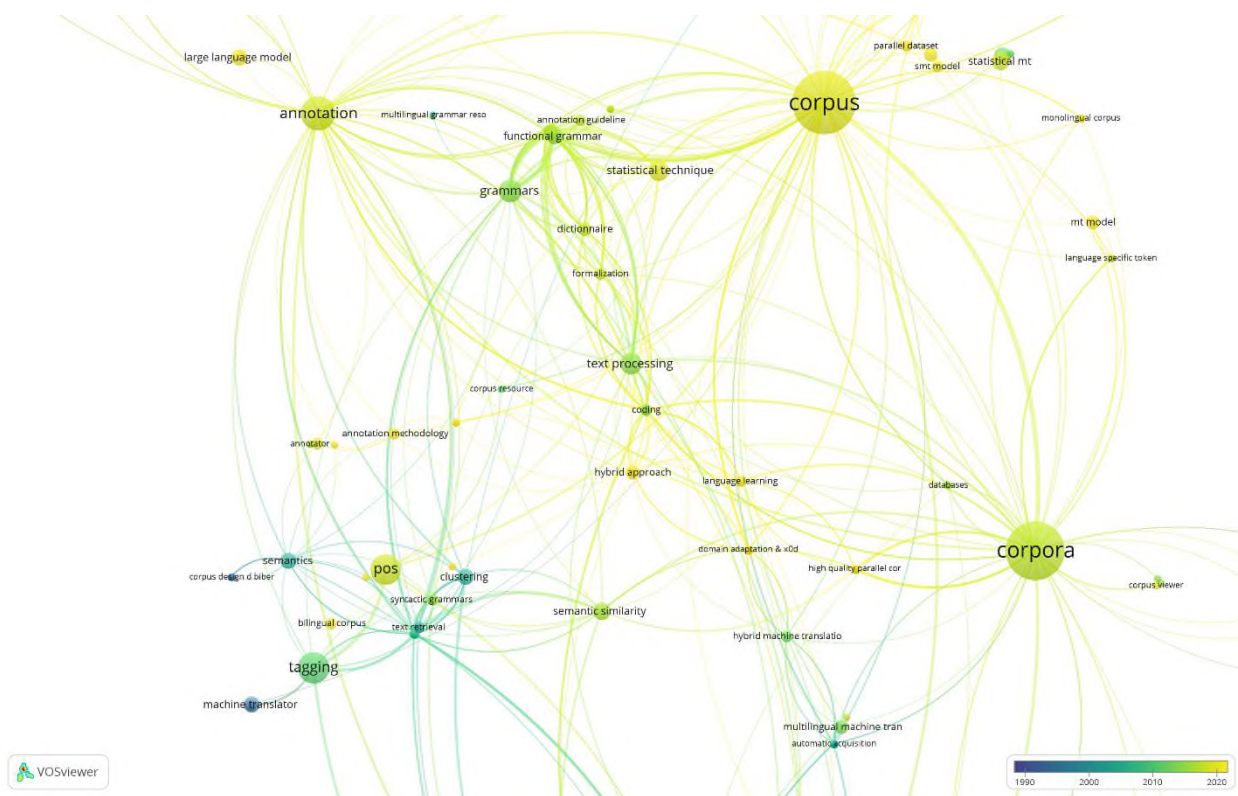 parallel dataset
large language model
smt model
statistical mt
corpus
annotation
multilingual grammar reso
annotation guideline
monolingual corpus
functional grammar
statistical technique
grammars
mt model
dictionnaire
language specific token
formalization
text processing
corpus resource
coding
annotator
annotation methodology
hybrid approach
language learning
databases
corpora
domain adaptation & x0d
semantics
pos
high quality parallel cor
corpus design d biber
clustering
corpus viewer
syntactic grammars
semantic similarity
bilingual corpus
text retrieval
hybrid machine translatio
tagging
machine translator
multilingual machine tran
automatic acquisition
VOSviewer
1990 2000 2010 2020